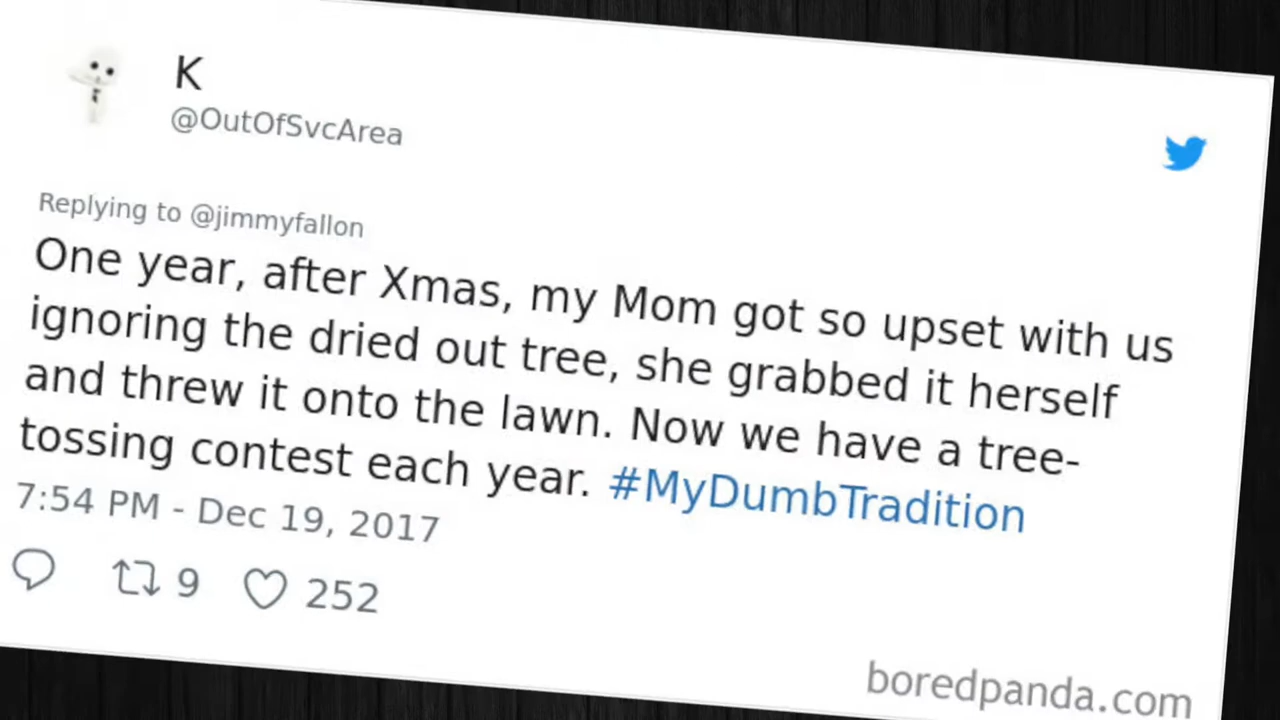 K
@OutOfSvcArea
Replying to @jimmyfallon
One year, after Xmas, my Mom got so upset with us
ignoring the dried out tree, she grabbed it herself
and threw it onto the lawn. Now we have a tree-
tossing contest each year. #MyDumbTradition
7:54 PM - Dec 19, 2017
9 252
boredpanda.com